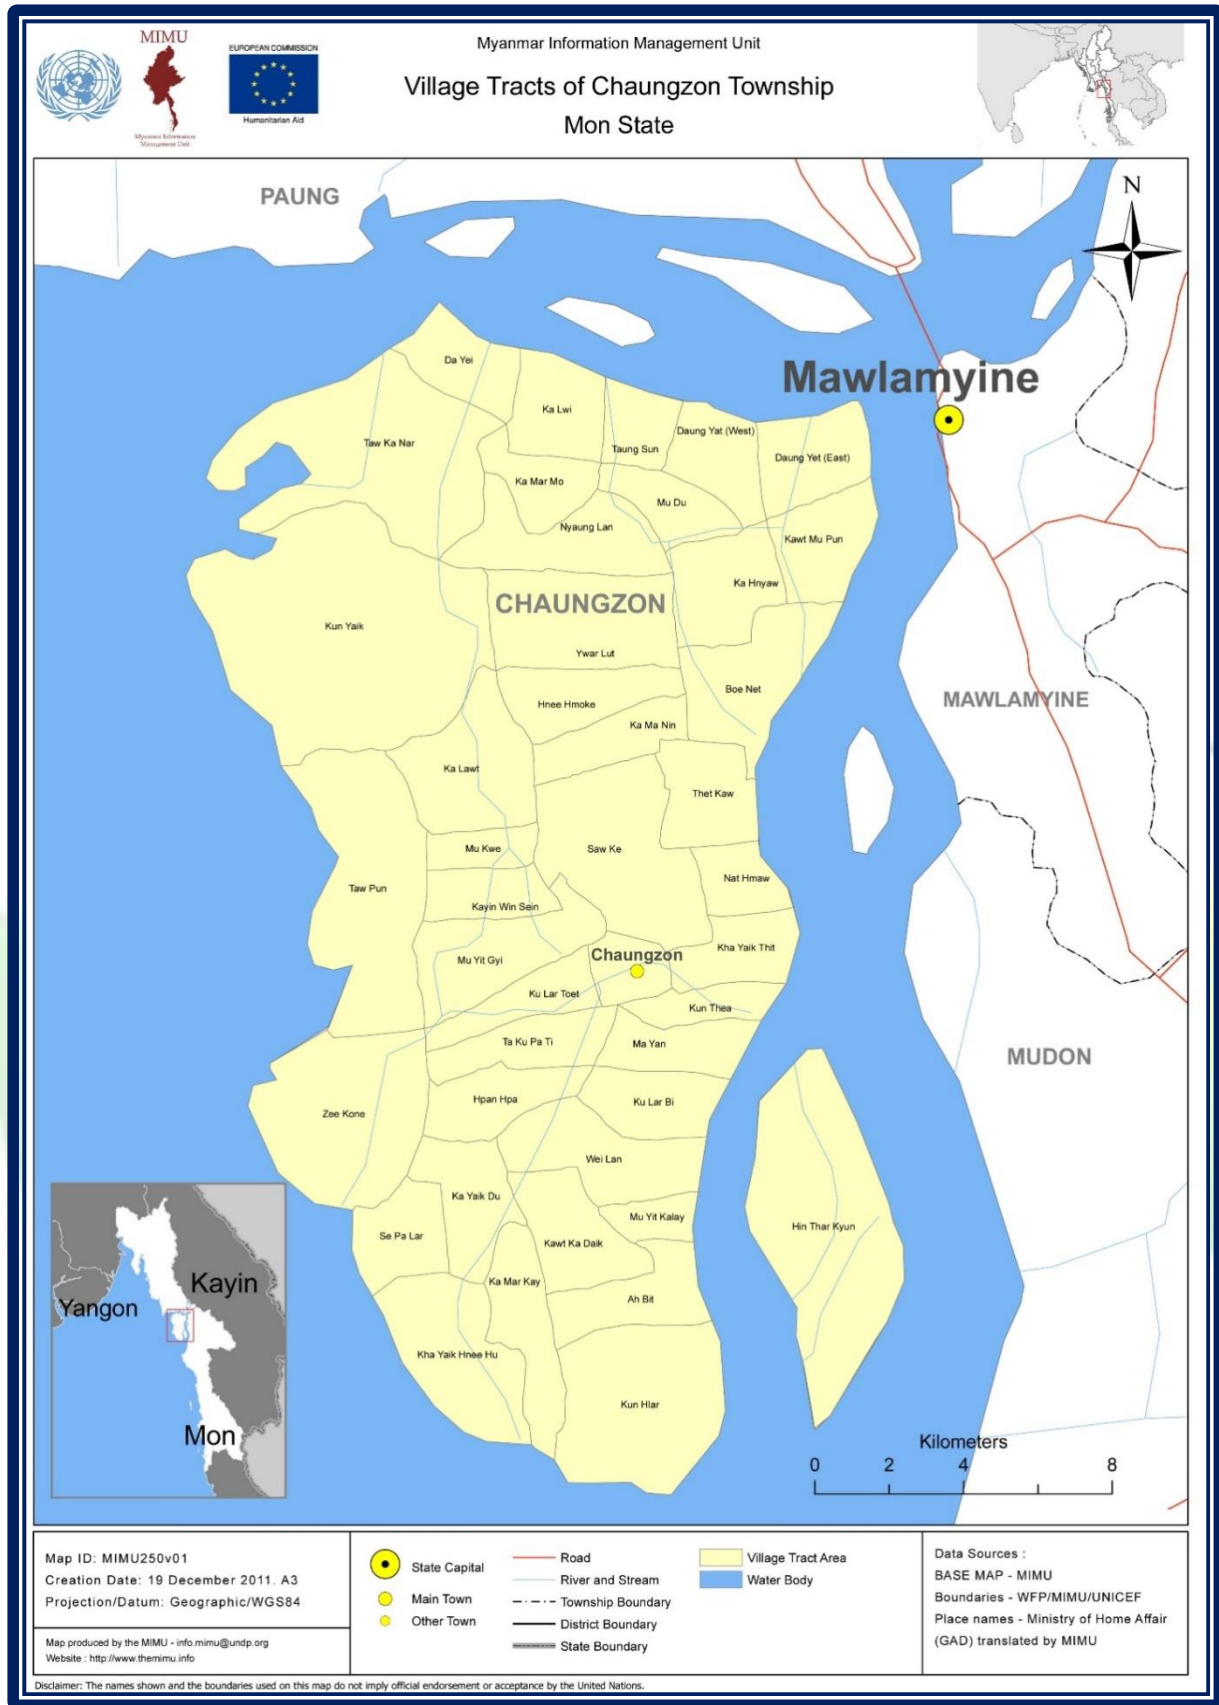 MIMU
Myanmar Information
Management Unit
EUROPEAN COMMISSION
Humanitarian Aid
Myanmar Information Management Unit
Village Tracts of Chaungzon Township
Mon State
PAUNG
N
Mawlamyine
Da Yei
Ka Lwi
Taw Ka Nar
Taung Sun
Daung Yat (West)
Daung Yet (East)
Ka Mar Mo
Mu Du
Nyaung Lan
Kawt Mu Pun
Ka Hnyaw
CHAUNGZON
Kun Yaik
Ywar Lut
Boe Net
MAWLAMYINE
Hnee Hmoke
Ka Ma Nin
Ka Lawt
Thet Kaw
Mu Kwe
Saw Ke
Taw Pun
Nat Hmaw
Kayin Win Sein
Kha Yaik Thit
Chaungzon
Mu Yit Gyi
Ku Lar Toet
Kun Thea
Ta Ku Pa Ti
Ma Yan
MUDON
Hpan Hpa
Ku Lar Bi
Zee Kone
Wei Lan
Ka Yaik Du
Mu Yit Kalay
Hin Thar Kyun
Se Pa Lar
Kawt Ka Daik
Ka Mar Kay
Ah Bit
Kha Yaik Hnee Hu
Kun Hlar
Kayin
Yangon
Mon
Kilometers
0 2 4 8
Map ID: MIMU250v01
Creation Date: 19 December 2011. A3
Projection/Datum: Geographic/WGS84
Map produced by the MIMU - info.mimu@undp.org
Website : http://www.themimu.info
State Capital
Main Town
Other Town
Road
River and Stream
Township Boundary
District Boundary
State Boundary
Village Tract Area
Water Body
Data Sources :
BASE MAP - MIMU
Boundaries - WFP/MIMU/UNICEF
Place names - Ministry of Home Affair
(GAD) translated by MIMU
Disclaimer: The names shown and the boundaries used on this map do not imply official endorsement or acceptance by the United Nations.